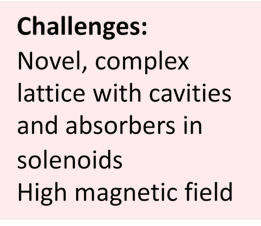 Challenges:
Novel, complex
lattice with cavities
and absorbers in
solenoids
High magnetic field